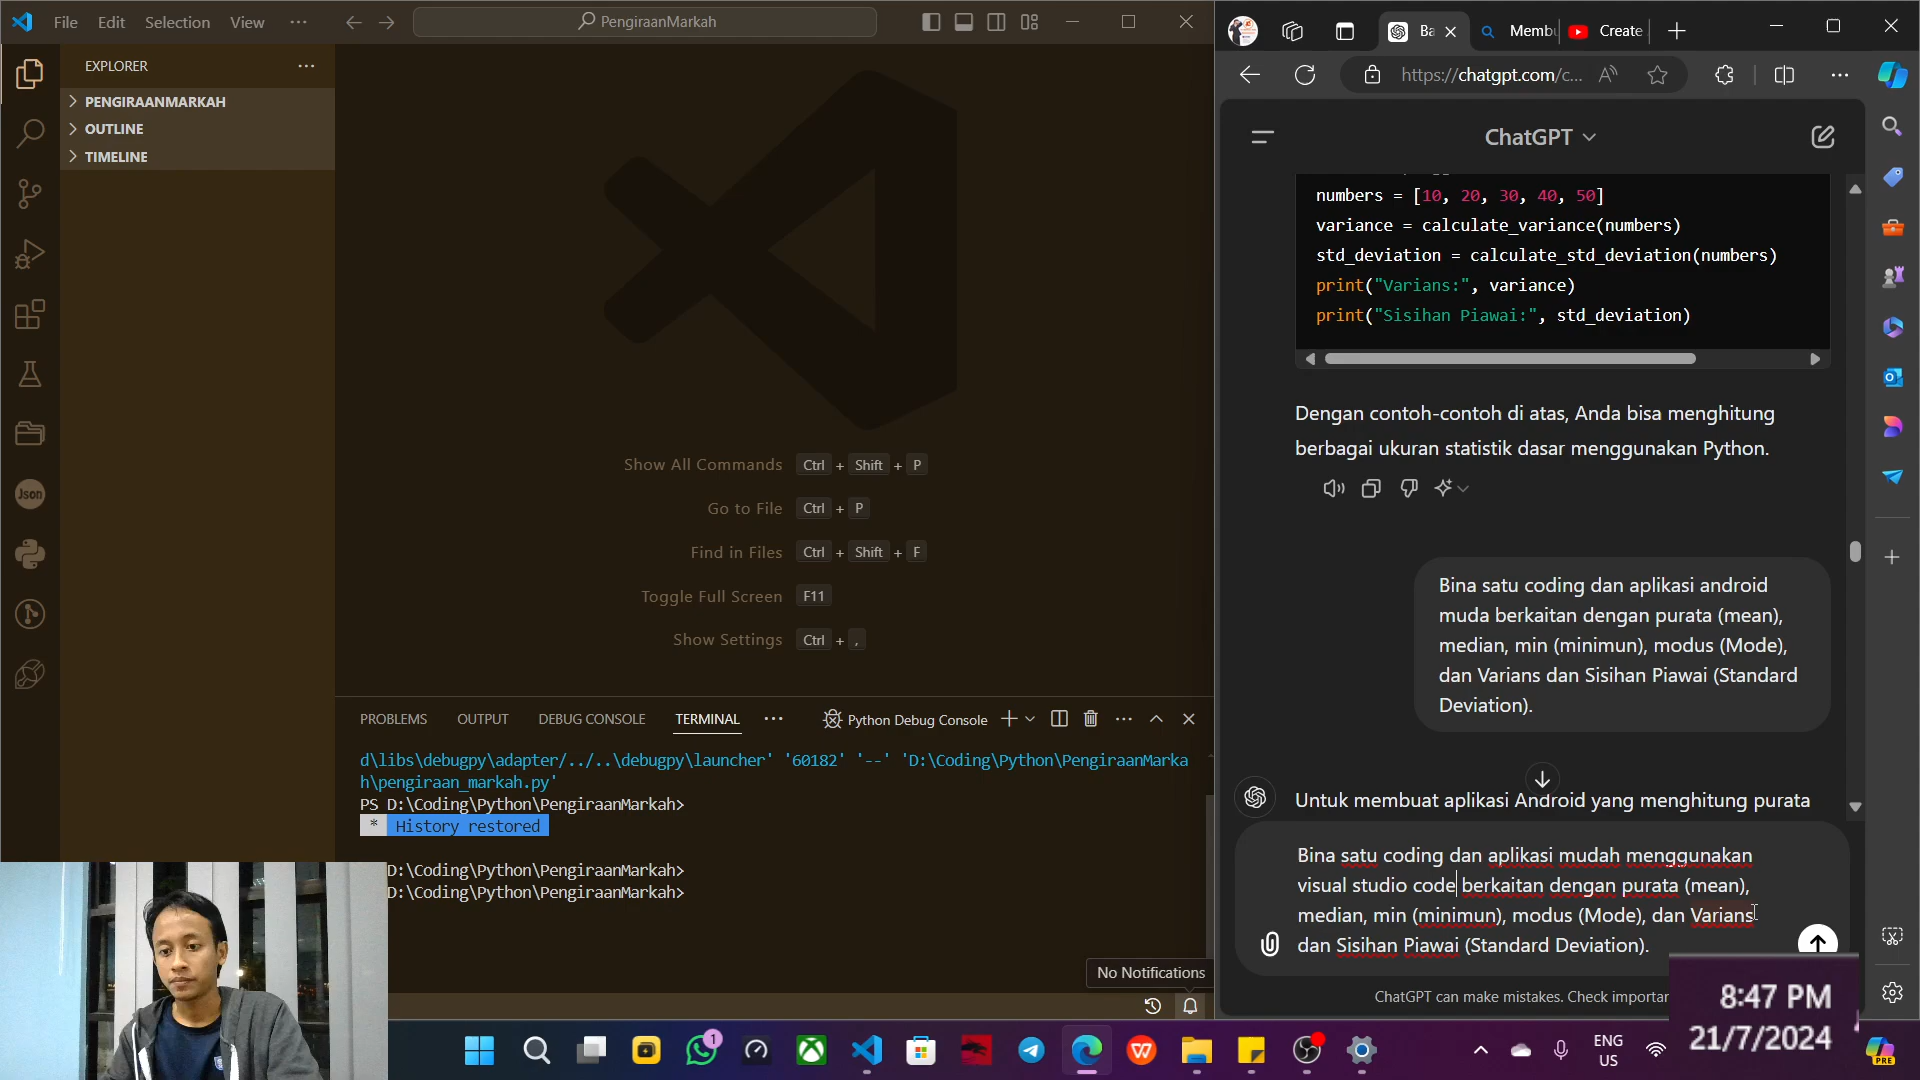 File Edit Selection View ···
PengiraanMarkah
EXPLORER ···
PENGIRAANMARKAH
OUTLINE
TIMELINE
Json
Show All Commands Ctrl + Shift + P
Go to File Ctrl + P
Find in Files Ctrl + Shift + F
Toggle Full Screen F11
Show Settings Ctrl + ,
PROBLEMS OUTPUT DEBUG CONSOLE TERMINAL ··· Python Debug Console
d\libs\debugpy\adapter/../..\debugpy\launcher' '60182' '--' 'D:\Coding\Python\PengiraanMarka
h\pengiraan_markah.py'
PS D:\Coding\Python\PengiraanMarkah>
* History restored
D:\Coding\Python\PengiraanMarkah>
D:\Coding\Python\PengiraanMarkah>
No Notifications
Ba Membu Create
https://chatgpt.com/c...
ChatGPT
numbers = [10, 20, 30, 40, 50]
variance = calculate_variance(numbers)
std_deviation = calculate_std_deviation(numbers)
print("Varians:", variance)
print("Sisihan Piawai:", std_deviation)
Dengan contoh-contoh di atas, Anda bisa menghitung
berbagai ukuran statistik dasar menggunakan Python.
Bina satu coding dan aplikasi android
muda berkaitan dengan purata (mean),
median, min (minimun), modus (Mode),
dan Varians dan Sisihan Piawai (Standard
Deviation).
Untuk membuat aplikasi Android yang menghitung purata
Bina satu coding dan aplikasi mudah menggunakan
visual studio code berkaitan dengan purata (mean),
median, min (minimun), modus (Mode), dan Varians
dan Sisihan Piawai (Standard Deviation).
ChatGPT can make mistakes. Check importan
8:47 PM
21/7/2024
1
ENG
US
PRE